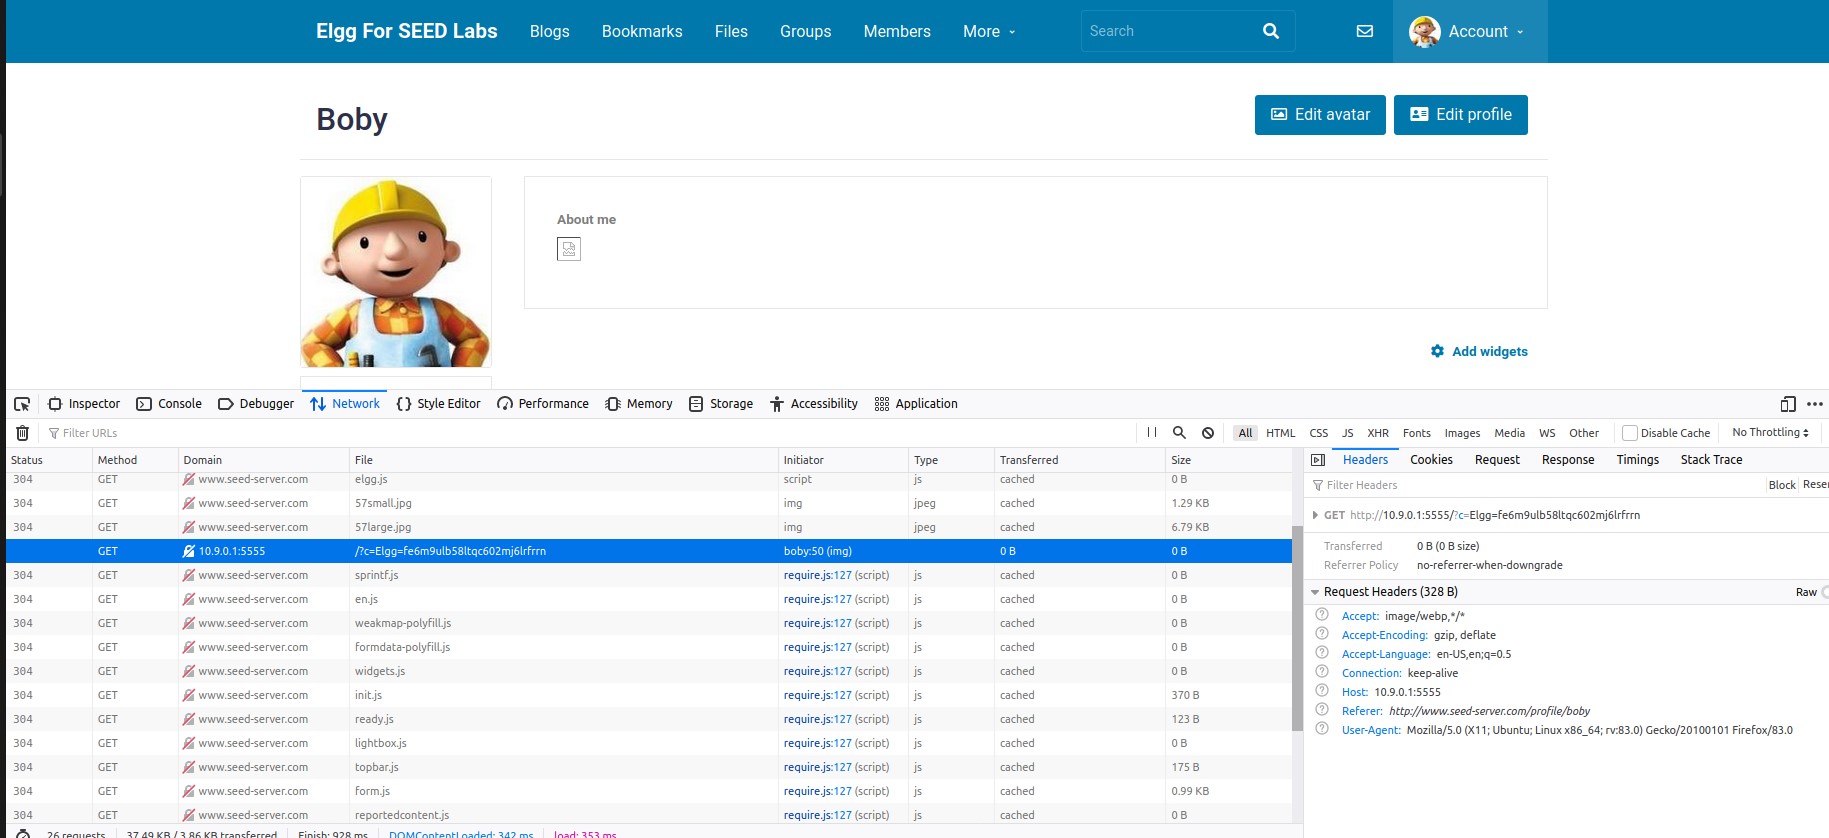 Elgg For SEED Labs Blogs Bookmarks Files Groups Members More Search Account
Boby Edit avatar Edit profile
About me
Add widgets
Inspector Console Debugger Network Style Editor Performance Memory Storage Accessibility Application
Filter URLs All HTML CSS JS XHR Fonts Images Media WS Other Disable Cache No Throttling
Status Method Domain File Initiator Type Transferred Size
304 GET www.seed-server.com elgg.js script js cached 0 B
304 GET www.seed-server.com 57small.jpg img jpeg cached 1.29 KB
304 GET www.seed-server.com 57large.jpg img jpeg cached 6.79 KB
GET 10.9.0.1:5555 /?c=Elgg=fe6m9ulb58ltqc602mj6lrfrrn boby:50 (img) 0 B 0 B
304 GET www.seed-server.com sprintf.js require.js:127 (script) js cached 0 B
304 GET www.seed-server.com en.js require.js:127 (script) js cached 0 B
304 GET www.seed-server.com weakmap-polyfill.js require.js:127 (script) js cached 0 B
304 GET www.seed-server.com formdata-polyfill.js require.js:127 (script) js cached 0 B
304 GET www.seed-server.com widgets.js require.js:127 (script) js cached 0 B
304 GET www.seed-server.com init.js require.js:127 (script) js cached 370 B
304 GET www.seed-server.com ready.js require.js:127 (script) js cached 123 B
304 GET www.seed-server.com lightbox.js require.js:127 (script) js cached 0 B
304 GET www.seed-server.com topbar.js require.js:127 (script) js cached 175 B
304 GET www.seed-server.com form.js require.js:127 (script) js cached 0.99 KB
304 GET www.seed-server.com reportedcontent.js require.js:127 (script) js cached 0 B
26 requests 37.49 KB / 3.86 KB transferred Finish: 928 ms DOMContentLoaded: 342 ms load: 353 ms
Headers Cookies Request Response Timings Stack Trace
Filter Headers Block Rese
GET http://10.9.0.1:5555/?c=Elgg=fe6m9ulb58ltqc602mj6lrfrrn
Transferred 0 B (0 B size)
Referrer Policy no-referrer-when-downgrade
Request Headers (328 B) Raw
Accept: image/webp,*/*
Accept-Encoding: gzip, deflate
Accept-Language: en-US,en;q=0.5
Connection: keep-alive
Host: 10.9.0.1:5555
Referer: http://www.seed-server.com/profile/boby
User-Agent: Mozilla/5.0 (X11; Ubuntu; Linux x86_64; rv:83.0) Gecko/20100101 Firefox/83.0